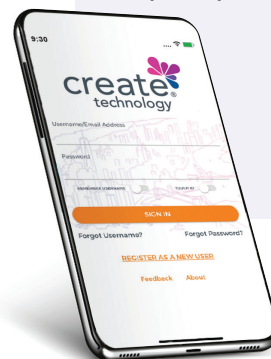 9:30
create®
technology
Username/Email Address
Password
REMEMBER USERNAME TOUCH ID
SIGN IN
Forgot Username? Forgot Password?
REGISTER AS A NEW USER
Feedback About